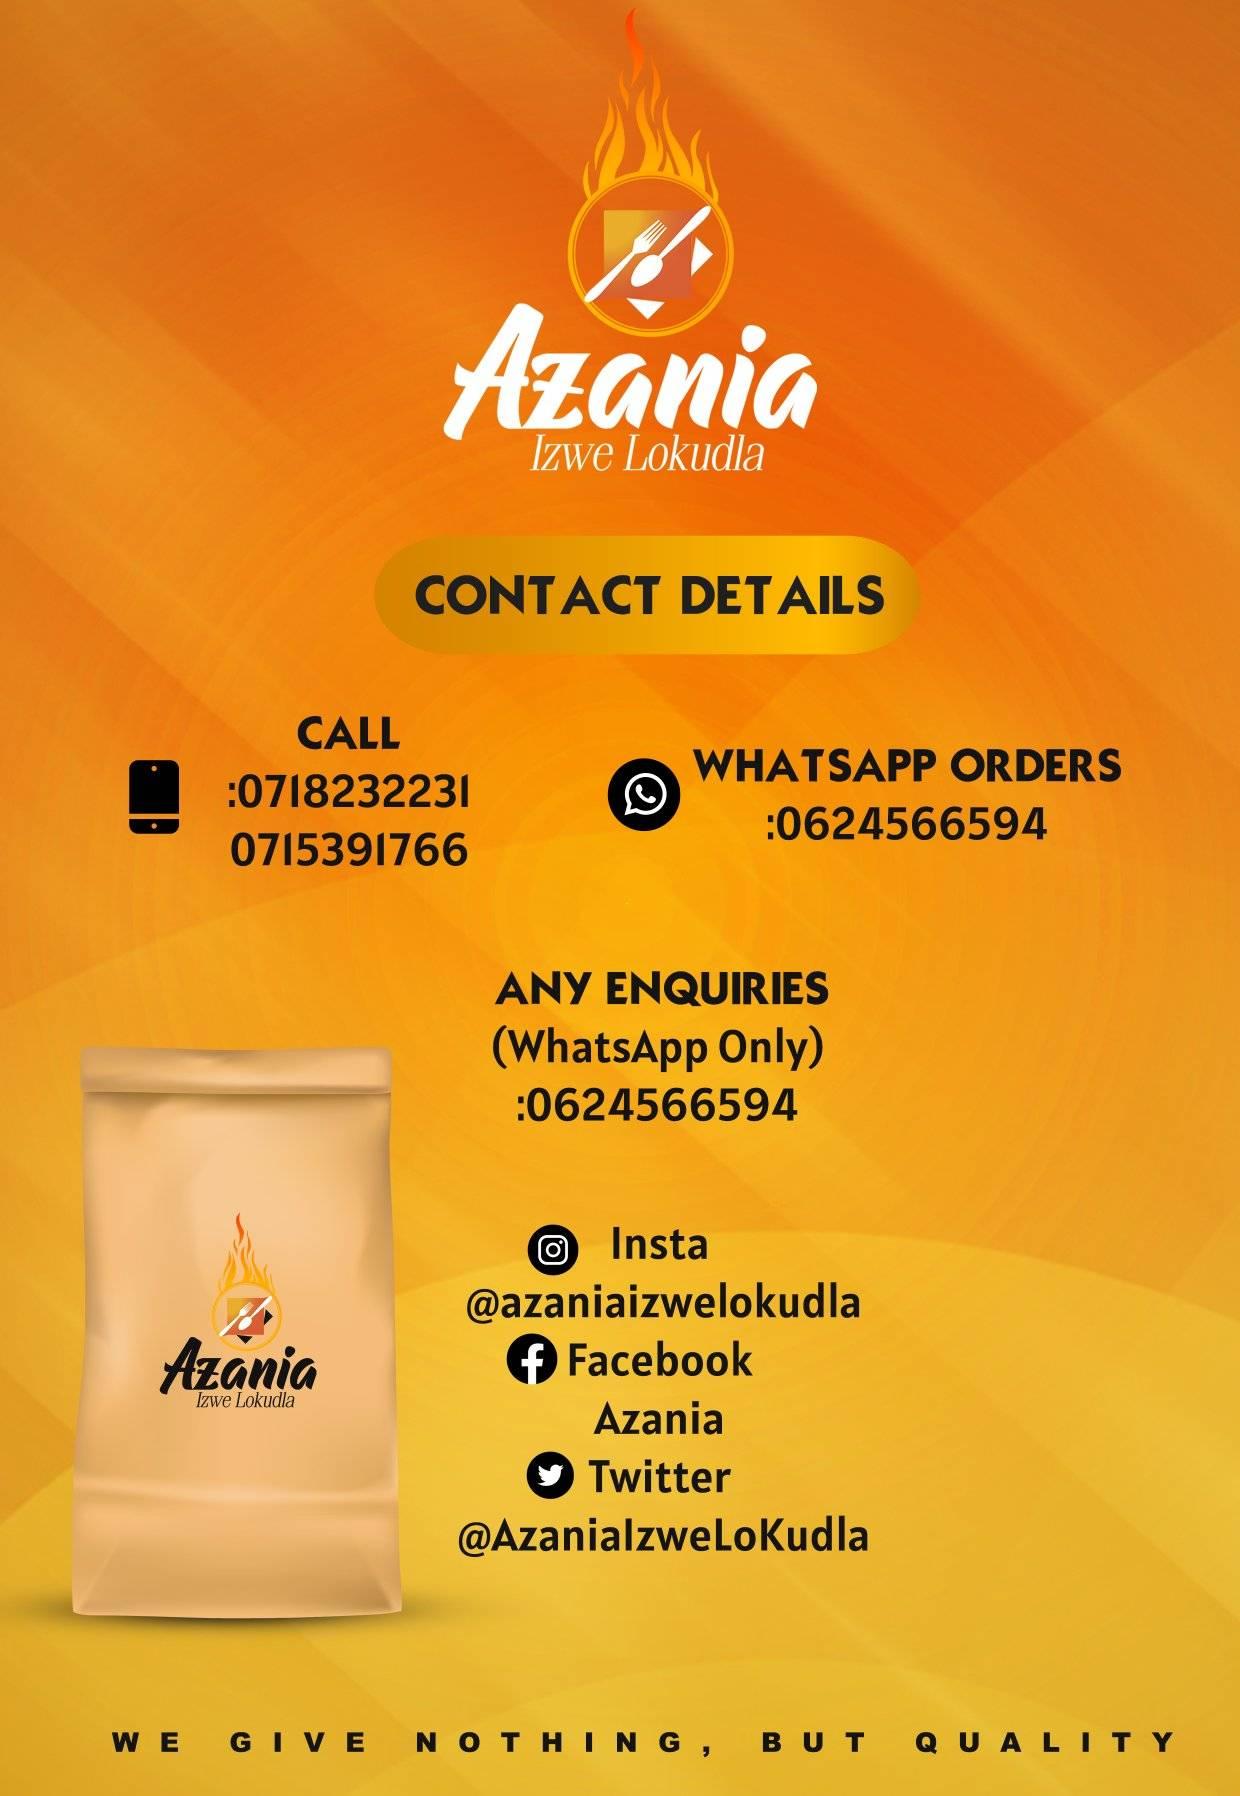 Azania
Izwe Lokudla
CONTACT DETAILS
CALL
:0718232231
0715391766
WHATSAPP ORDERS
:0624566594
ANY ENQUIRIES
(WhatsApp Only)
:0624566594
Insta
@azaniaizwelokudla
Facebook
Azania
Twitter
@AzaniaIzweLoKudla
Azania
Izwe Lokudla
WE GIVE NOTHING, BUT QUALITY